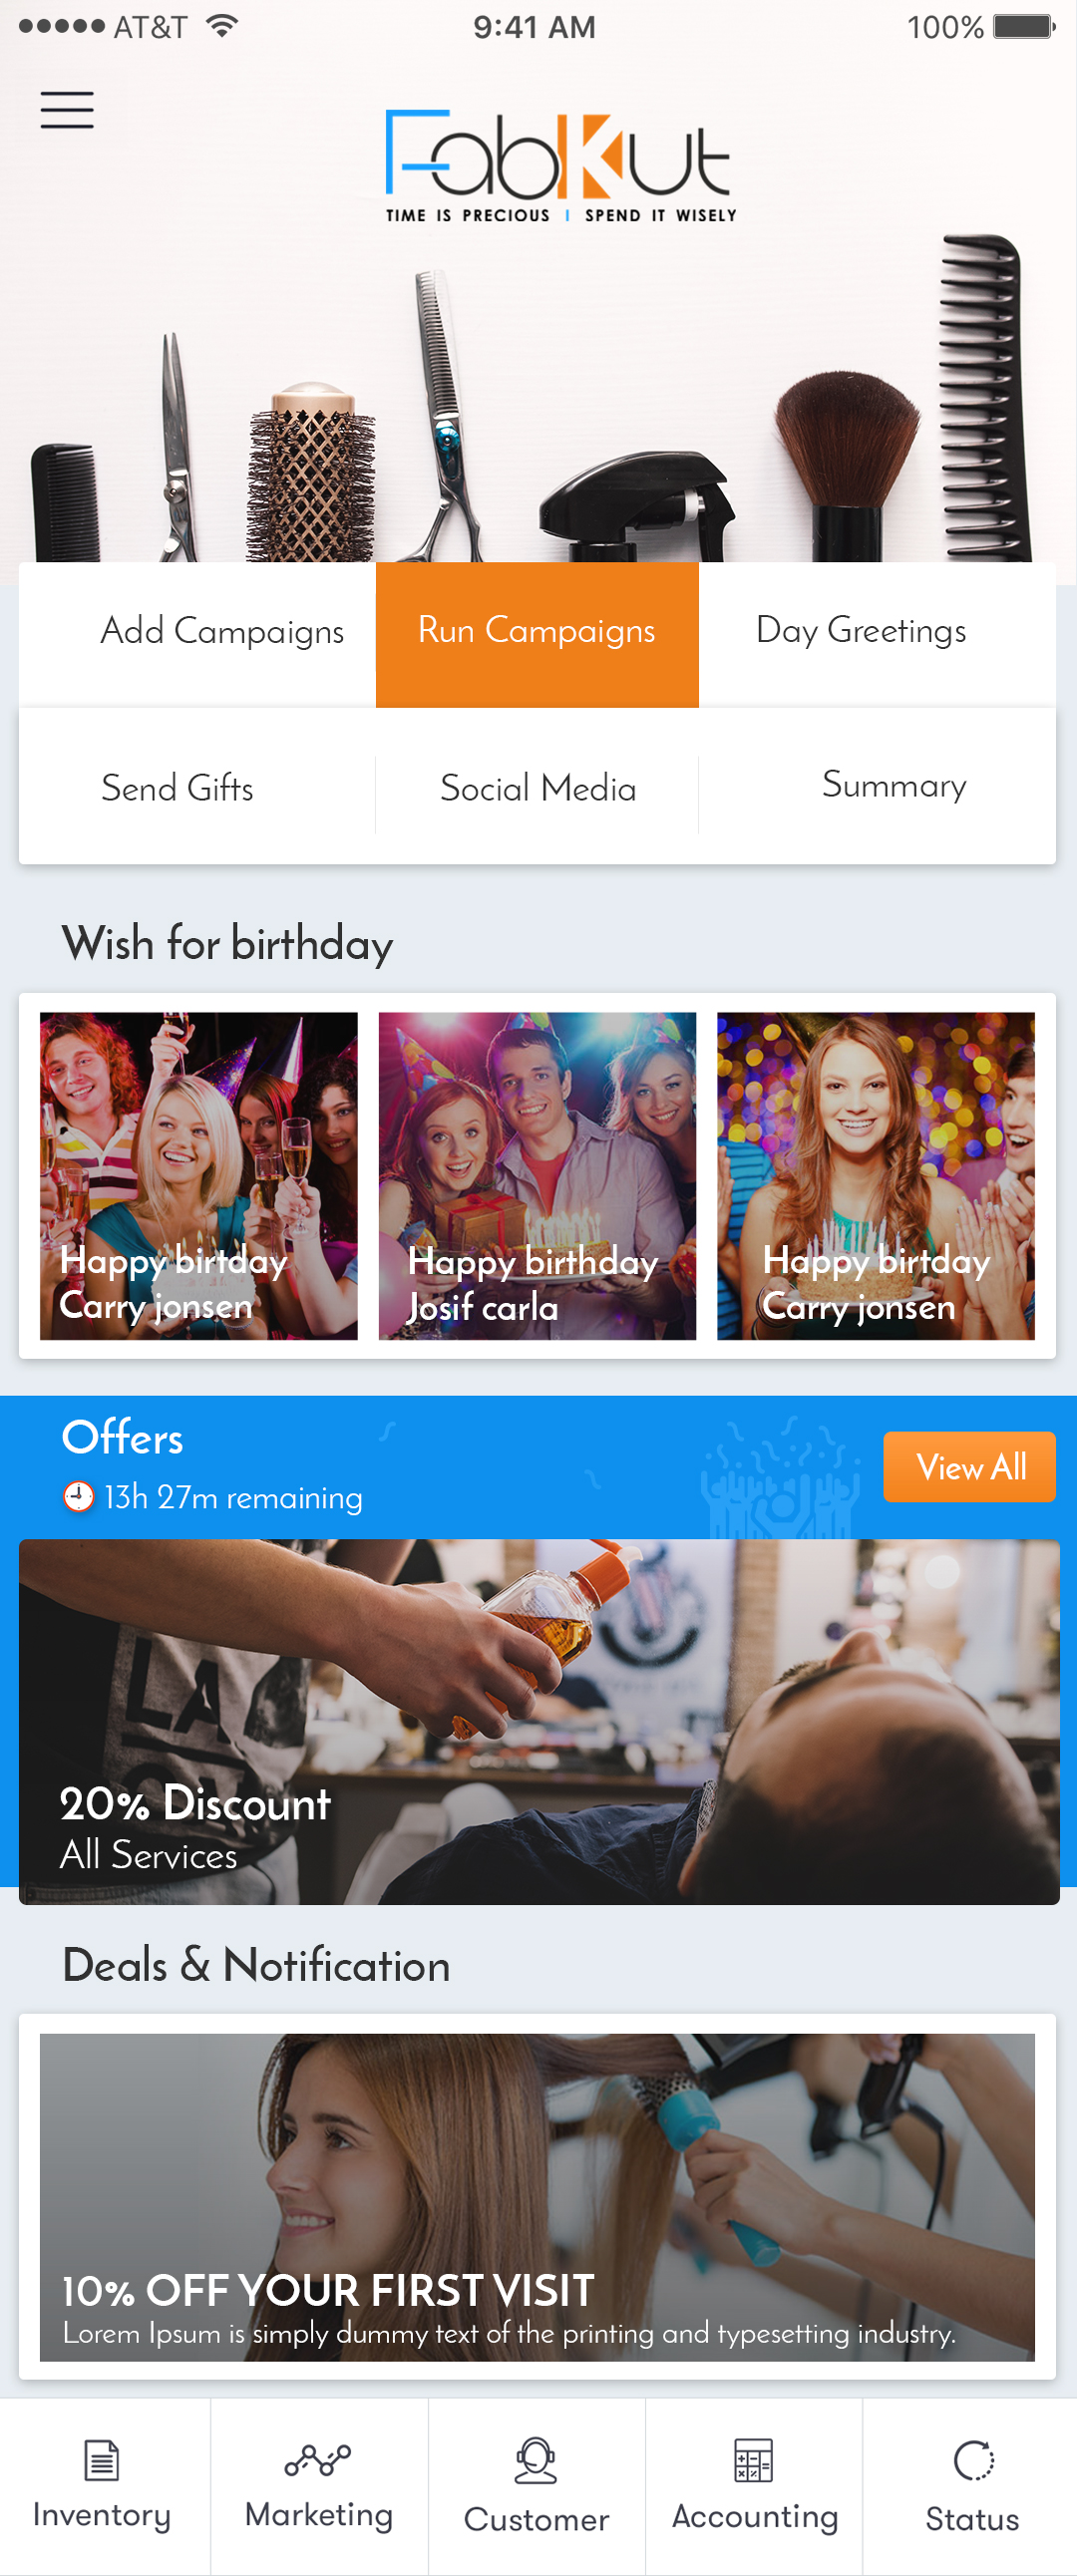 AT&T 9:41 AM 100%
FabKut
TIME IS PRECIOUS | SPEND IT WISELY
Add Campaigns Run Campaigns Day Greetings
Send Gifts Social Media Summary
Wish for birthday
Happy birtday
Carry jonsen
Happy birthday
Josif carla
Happy birtday
Carry jonsen
Offers
View All
13h 27m remaining
20% Discount
All Services
Deals & Notification
10% OFF YOUR FIRST VISIT
Lorem Ipsum is simply dummy text of the printing and typesetting industry.
Inventory Marketing Customer Accounting Status